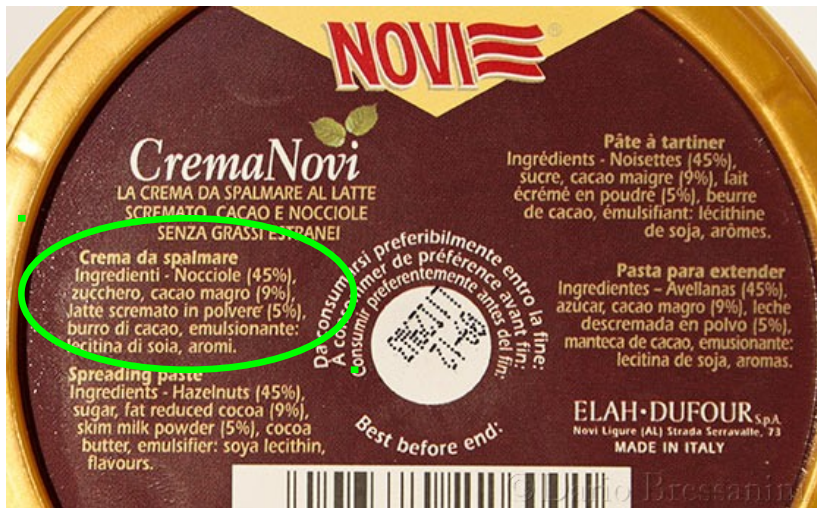 NOVI
CremaNovi
LA CREMA DA SPALMARE AL LATTE
SCREMATO, CACAO E NOCCIOLE
SENZA GRASSI ESTRANEI
Crema da spalmare
Ingredienti - Nocciole (45%),
zucchero, cacao magro (9%),
latte scremato in polvere (5%),
burro di cacao, emulsionante:
lecitina di soia, aromi.
Spreading paste
Ingredients - Hazelnuts (45%),
sugar, fat reduced cocoa (9%),
skim milk powder (5%), cocoa
butter, emulsifier: soya lecithin,
flavours.
Da consumarsi preferibilmente entro la fine:
A consommer de préférence avant fin:
Consumir preferentemente antes del fin:
Best before end:
Pâte à tartiner
Ingrédients - Noisettes (45%),
sucre, cacao maigre (9%), lait
écrémé en poudre (5%), beurre
de cacao, émulsifiant: lécithine
de soja, arômes.
Pasta para extender
Ingredientes - Avellanas (45%),
azúcar, cacao magro (9%), leche
descremada en polvo (5%),
manteca de cacao, emusionante:
lecitina de soja, aromas.
ELAH·DUFOUR S.p.A.
Novi Ligure (AL) Strada Serravalle, 73
MADE IN ITALY
© Dario Bressanini